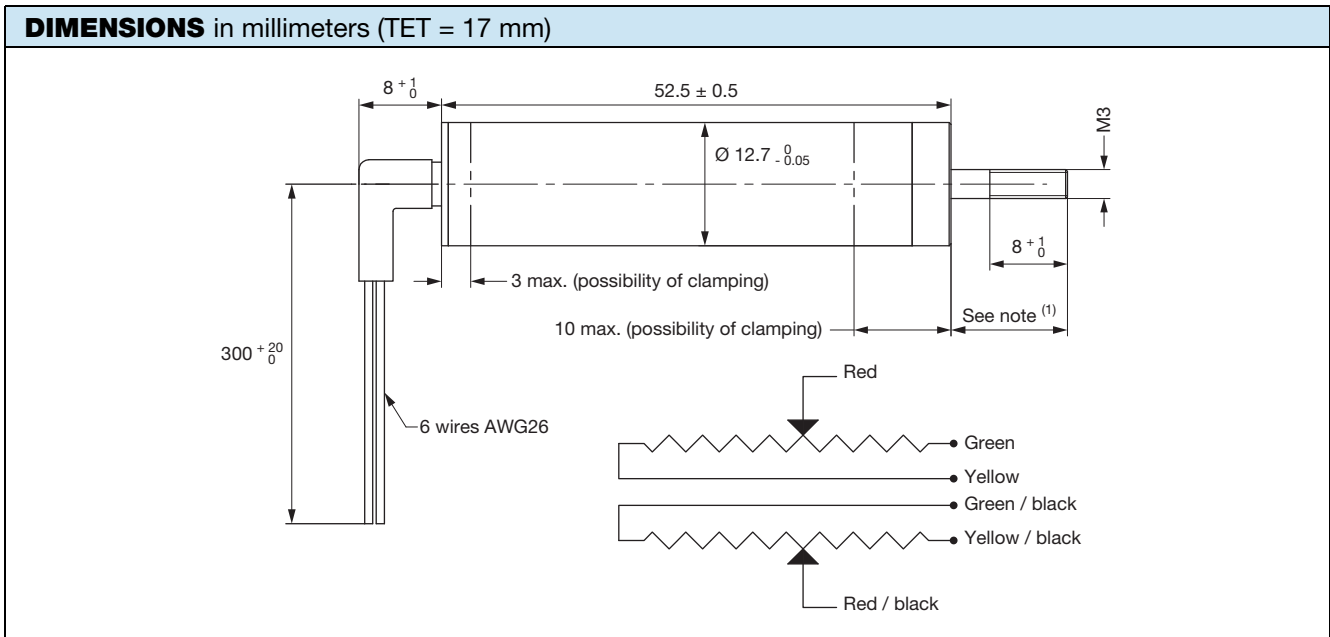 DIMENSIONS in millimeters (TET = 17 mm)
8 +1 0
52.5 ± 0.5
M3
Ø 12.7 0 - 0.05
8 +1 0
3 max. (possibility of clamping)
See note (1)
10 max. (possibility of clamping)
300 +20 0
Red
6 wires AWG26
Green
Yellow
Green / black
Yellow / black
Red / black